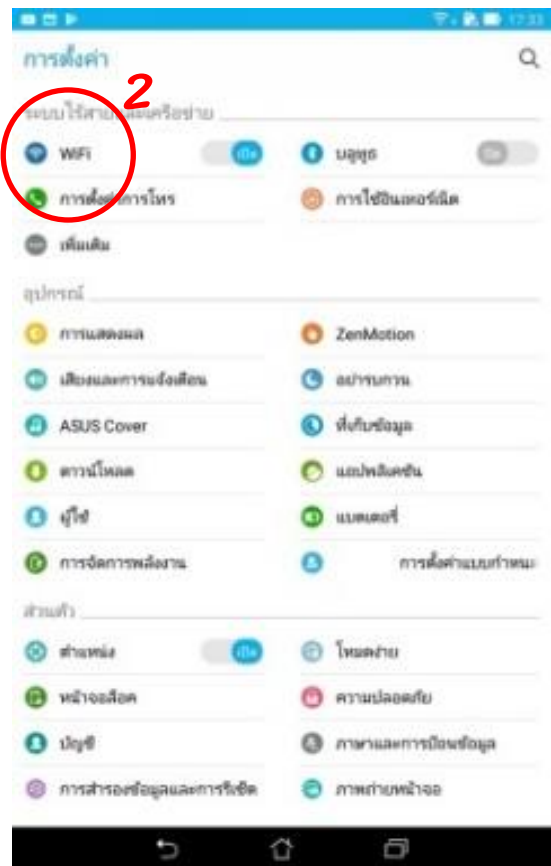 17:33
การตั้งค่า
2
ระบบไร้สายและเครือข่าย
WiFi เปิด
บลูทูธ ปิด
การตั้งค่าการโทร
การใช้อินเทอร์เน็ต
เพิ่มเติม
อุปกรณ์
การแสดงผล
ZenMotion
เสียงและการแจ้งเตือน
อย่ารบกวน
ASUS Cover
ที่เก็บข้อมูล
ดาวน์โหลด
แอปพลิเคชัน
ผู้ใช้
แบตเตอรี่
การจัดการพลังงาน
การตั้งค่าแบบกำหนด
ส่วนตัว
ตำแหน่ง เปิด
โหมดง่าย
หน้าจอล็อค
ความปลอดภัย
บัญชี
ภาษาและการป้อนข้อมูล
การสำรองข้อมูลและการรีเซ็ต
ภาพถ่ายหน้าจอ